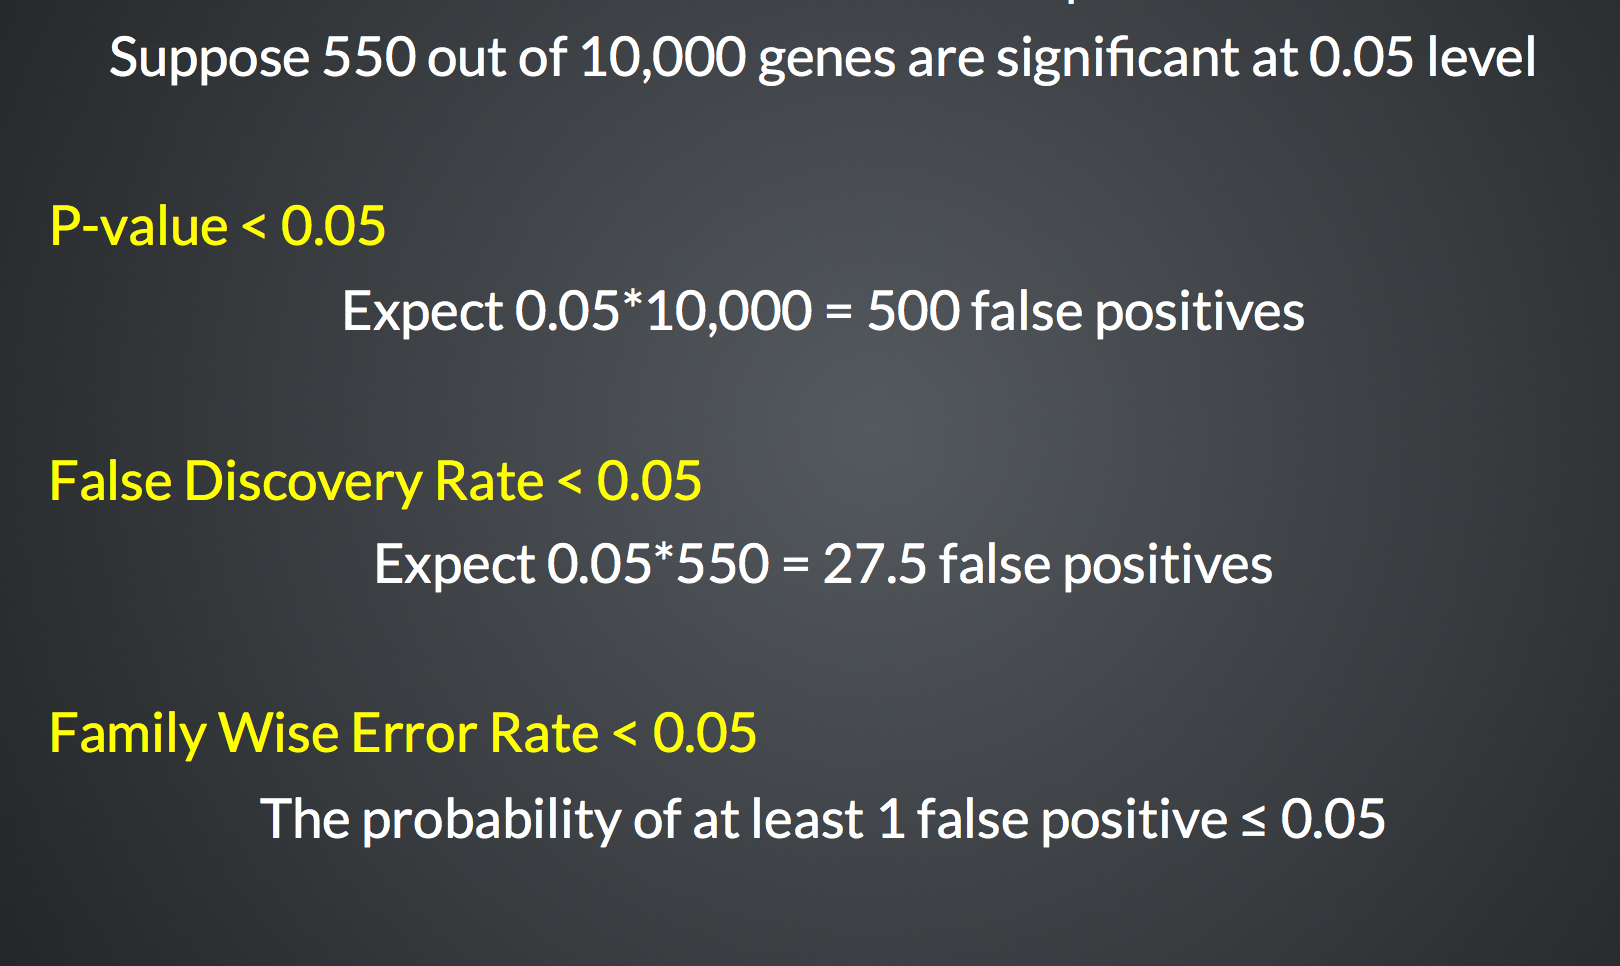 Suppose 550 out of 10,000 genes are significant at 0.05 level
P-value < 0.05
Expect 0.05*10,000 = 500 false positives
False Discovery Rate < 0.05
Expect 0.05*550 = 27.5 false positives
Family Wise Error Rate < 0.05
The probability of at least 1 false positive ≤ 0.05